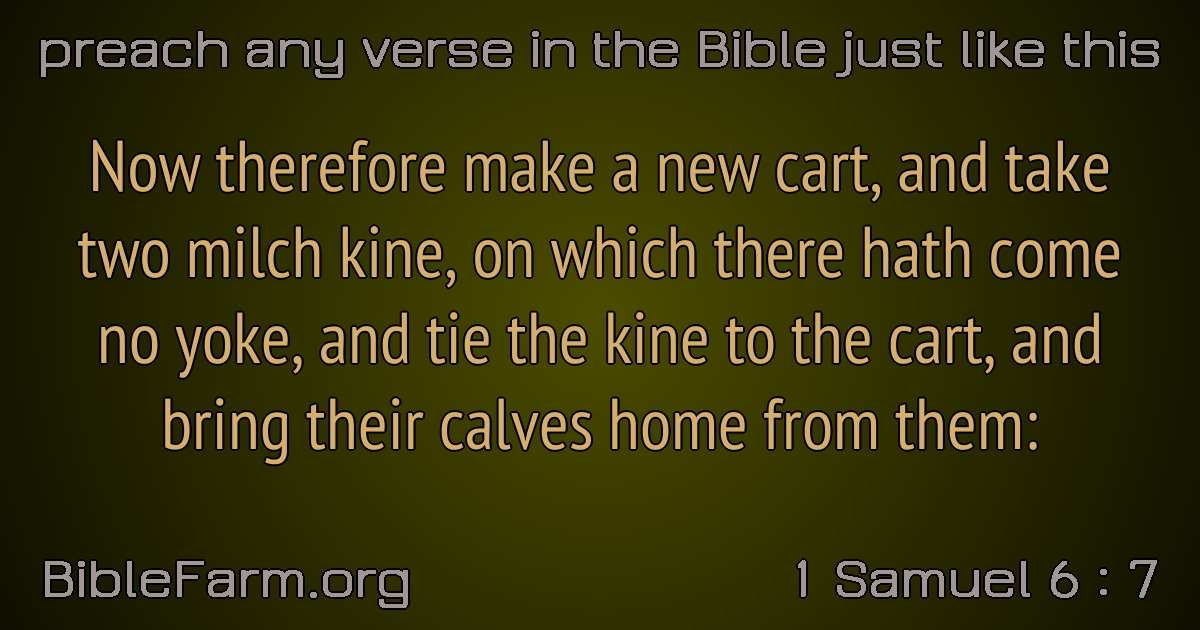 preach any verse in the Bible just like this
Now therefore make a new cart, and take
two milch kine, on which there hath come
no yoke, and tie the kine to the cart, and
bring their calves home from them:
BibleFarm.org
1 Samuel 6 : 7